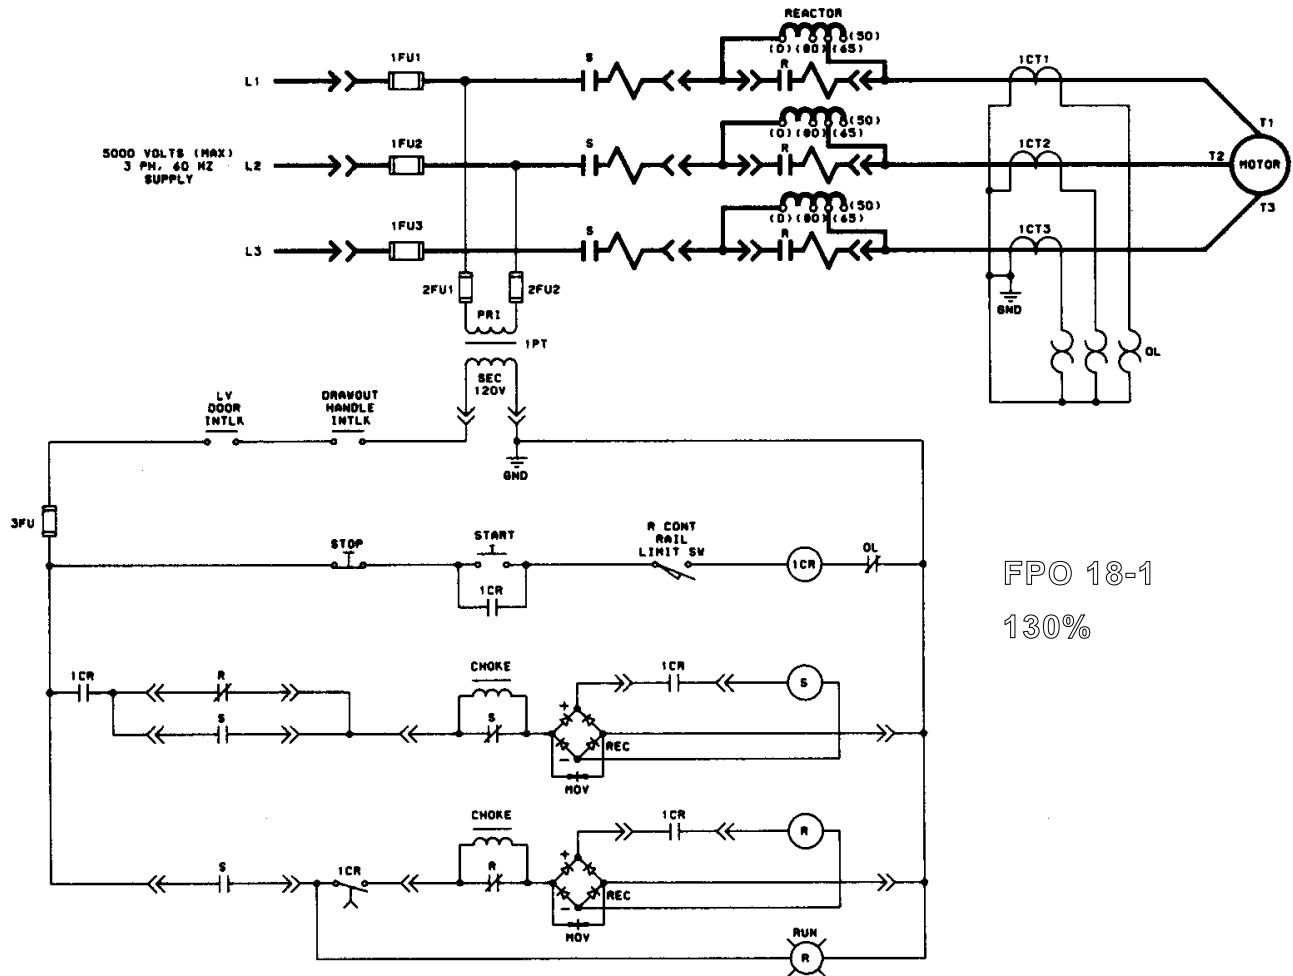 REACTOR
(50)
(0) (80) (65)
1FU1
S
R
1CT1
L1
T1
(50)
(0) (80) (65)
5000 VOLTS (MAX)
3 PH, 60 HZ
SUPPLY
1FU2
S
R
1CT2
L2
T2
MOTOR
T3
(50)
(0) (80) (65)
1FU3
S
R
1CT3
L3
2FU1
2FU2
GND
PRI
1PT
SEC
120V
OL
LV
DOOR
INTLK
DRAWOUT
HANDLE
INTLK
GND
3FU
STOP
START
R CONT
RAIL
LIMIT SW
1CR
OL
1CR
FPO 18-1
130%
1CR
R
S
CHOKE
S
+
-
REC
MOV
1CR
S
S
1CR
CHOKE
R
+
-
REC
MOV
1CR
R
RUN
R